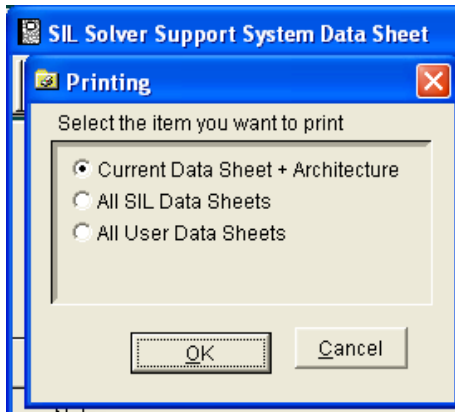 SIL Solver Support System Data Sheet
Printing
Select the item you want to print
Current Data Sheet + Architecture
All SIL Data Sheets
All User Data Sheets
OK
Cancel